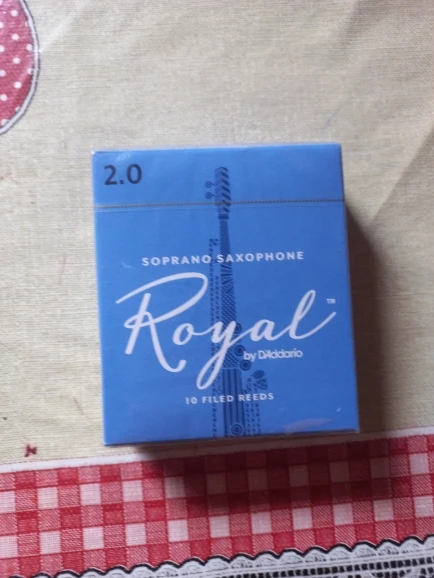 2.0
SOPRANO SAXOPHONE
Royal™
by D'Addario
10 FILED REEDS